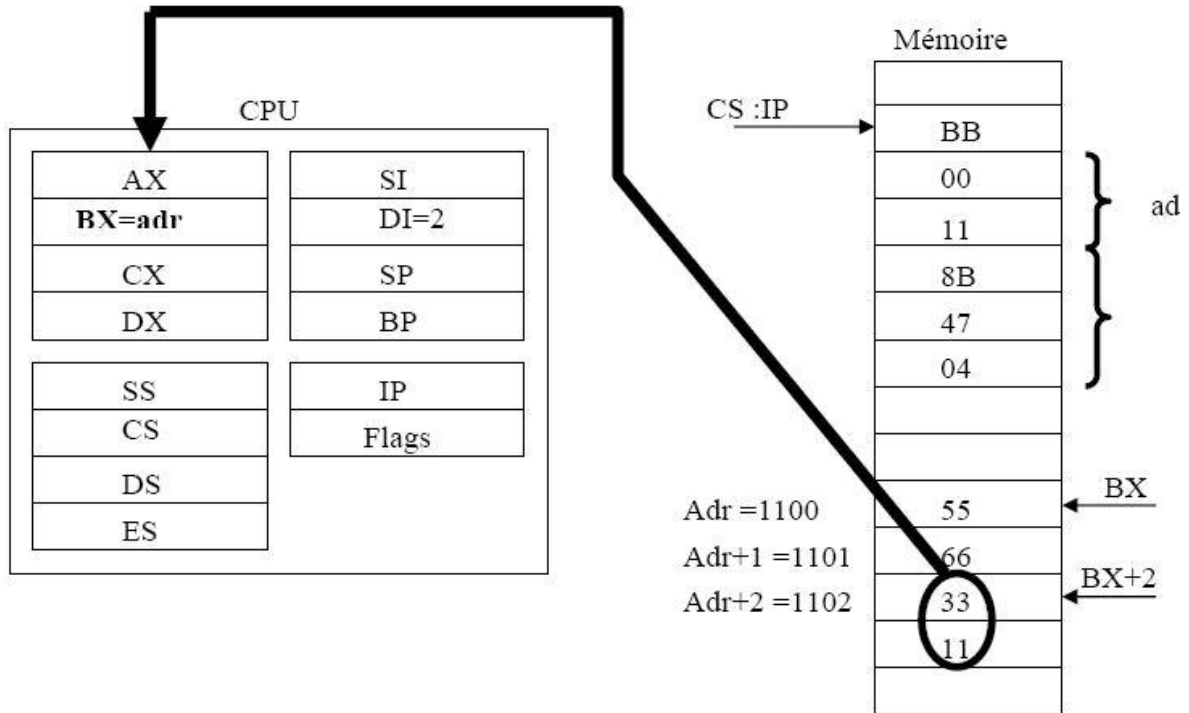 Mémoire
CPU
CS :IP
BB
AX
SI
00
BX=adr
DI=2
11
ad
CX
SP
8B
DX
BP
47
SS
IP
04
CS
Flags
DS
ES
Adr =1100
55
BX
Adr+1 =1101
66
Adr+2 =1102
33
BX+2
11